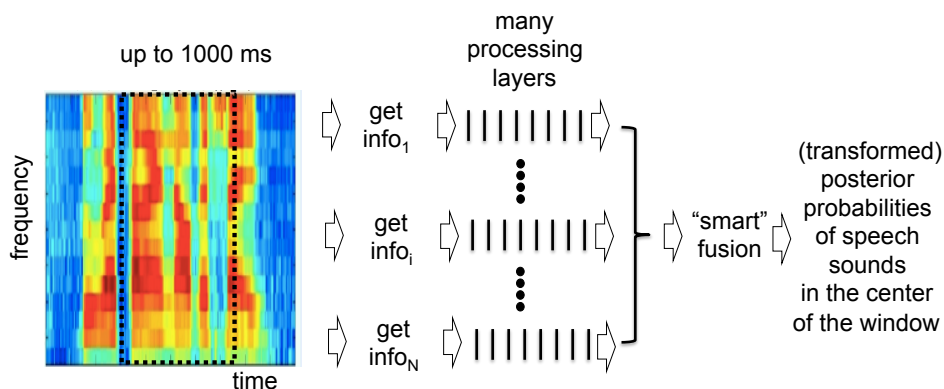 up to 1000 ms
many
processing
layers
frequency
time
get
info1
get
infoi
get
infoN
“smart”
fusion
(transformed)
posterior
probabilities
of speech
sounds
in the center
of the window